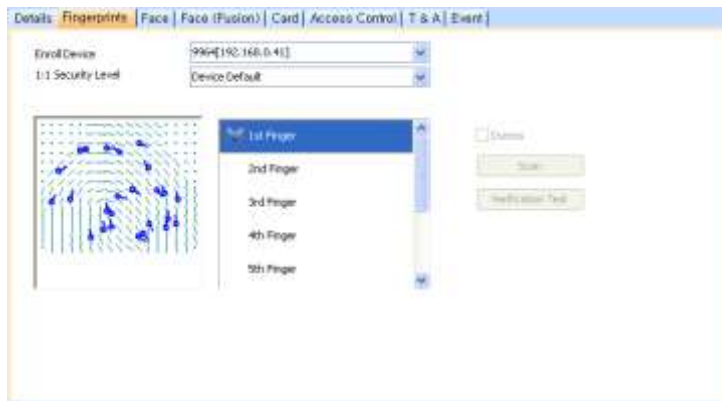 Details Fingerprints Face Face (Fusion) Card Access Control T & A Event
Enroll Device 9964[192.168.0.41]
1:1 Security Level Device Default
1st Finger Duress
2nd Finger Scan
3rd Finger Verification Test
4th Finger
5th Finger